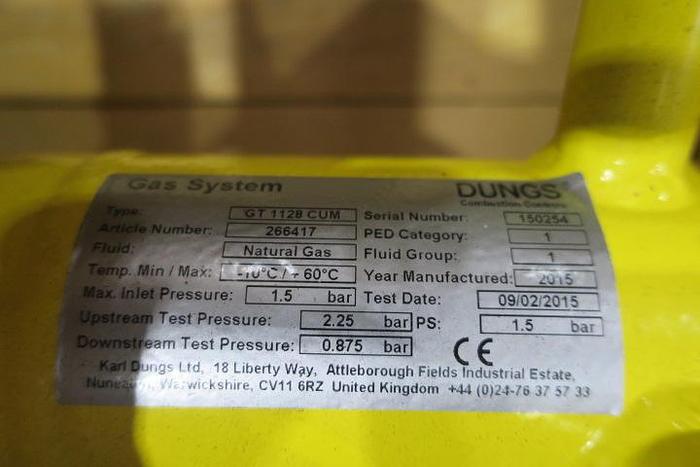 Gas System DUNGS®
Combustion Controls
Type: GT 1128 CUM Serial Number: 150254
Article Number: 266417 PED Category: 1
Fluid: Natural Gas Fluid Group: 1
Temp. Min / Max: -10°C / + 60°C Year Manufactured: 2015
Max. Inlet Pressure: 1.5 bar Test Date: 09/02/2015
Upstream Test Pressure: 2.25 bar PS: 1.5 bar
Downstream Test Pressure: 0.875 bar CE
Karl Dungs Ltd, 18 Liberty Way, Attleborough Fields Industrial Estate,
Nuneaton, Warwickshire, CV11 6RZ United Kingdom +44 (0)24-76 37 57 33